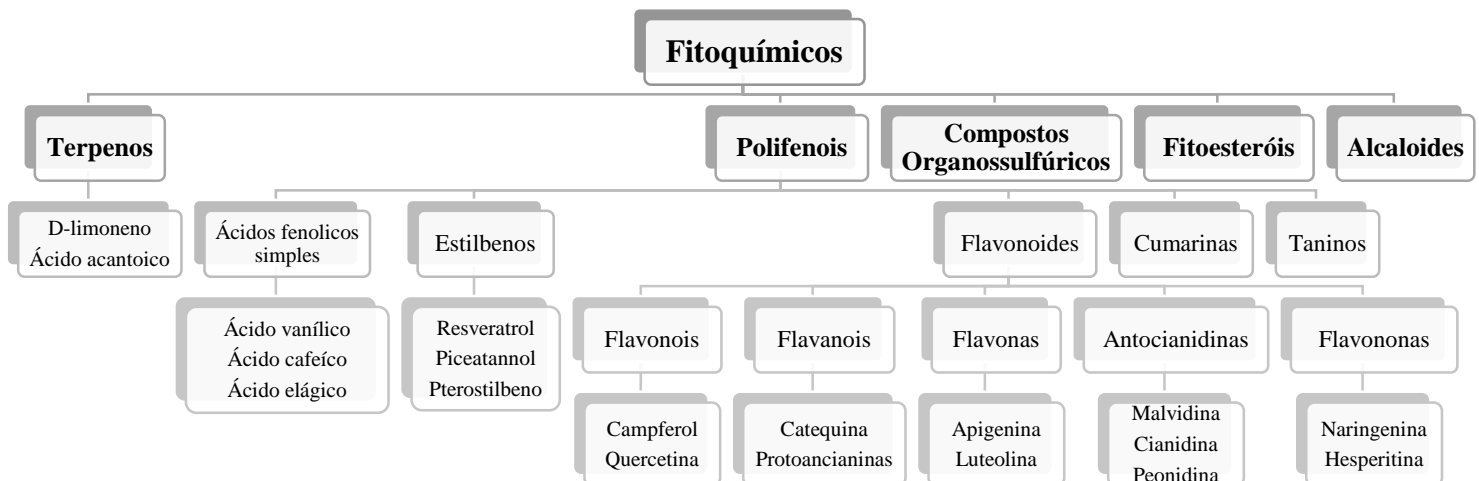 Fitoquímicos
Terpenos
Polifenois
Compostos
Organossulfúricos
Fitoesteróis
Alcaloides
D-limoneno
Ácido acantoico
Ácidos fenolicos
simples
Estilbenos
Flavonoides
Cumarinas
Taninos
Ácido vanílico
Ácido cafeíco
Ácido elágico
Resveratrol
Piceatannol
Pterostilbeno
Flavonois
Flavanois
Flavonas
Antocianidinas
Flavononas
Campferol
Quercetina
Catequina
Protoancianinas
Apigenina
Luteolina
Malvidina
Cianidina
Peonidina
Naringenina
Hesperitina